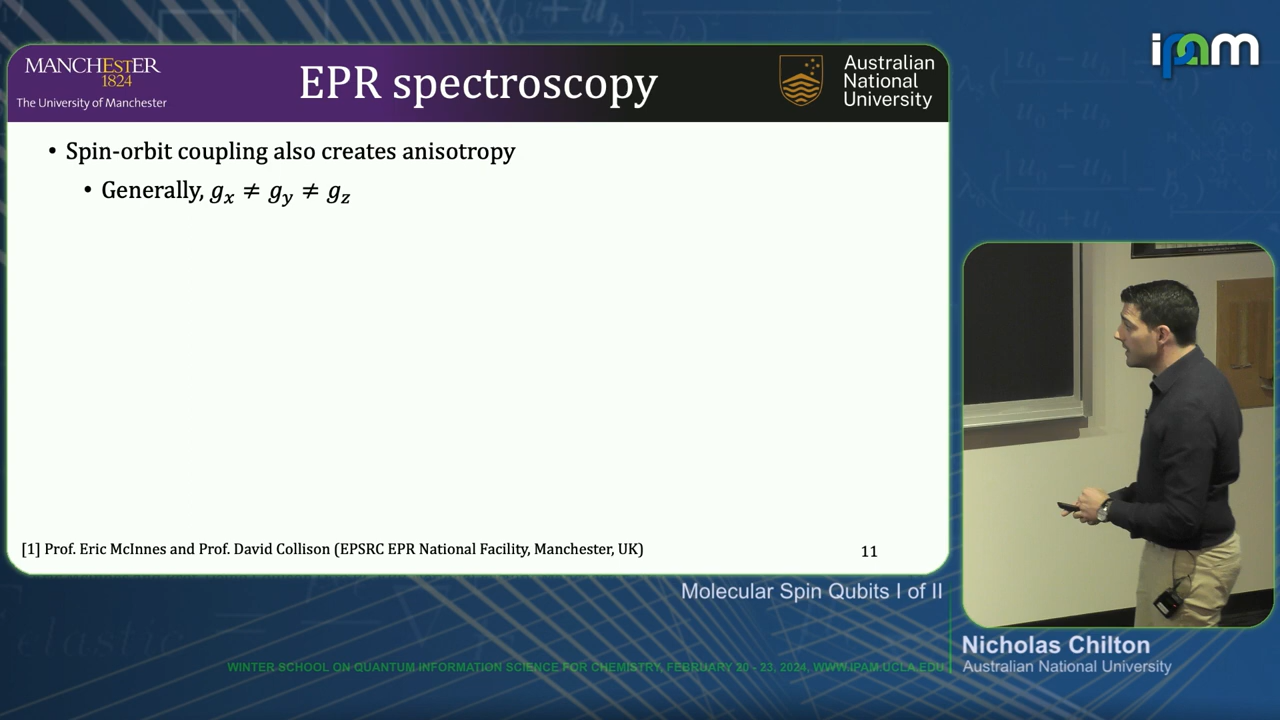 MANCHESTER
1824
The University of Manchester
EPR spectroscopy
Australian
National
University
ipam
• Spin-orbit coupling also creates anisotropy
• Generally, gₓ ≠ g_y ≠ g_z
[1] Prof. Eric McInnes and Prof. David Collison (EPSRC EPR National Facility, Manchester, UK)
11
Molecular Spin Qubits I of II
Nicholas Chilton
Australian National University
WINTER SCHOOL ON QUANTUM INFORMATION SCIENCE FOR CHEMISTRY, FEBRUARY 20 - 23, 2024, WWW.IPAM.UCLA.EDU